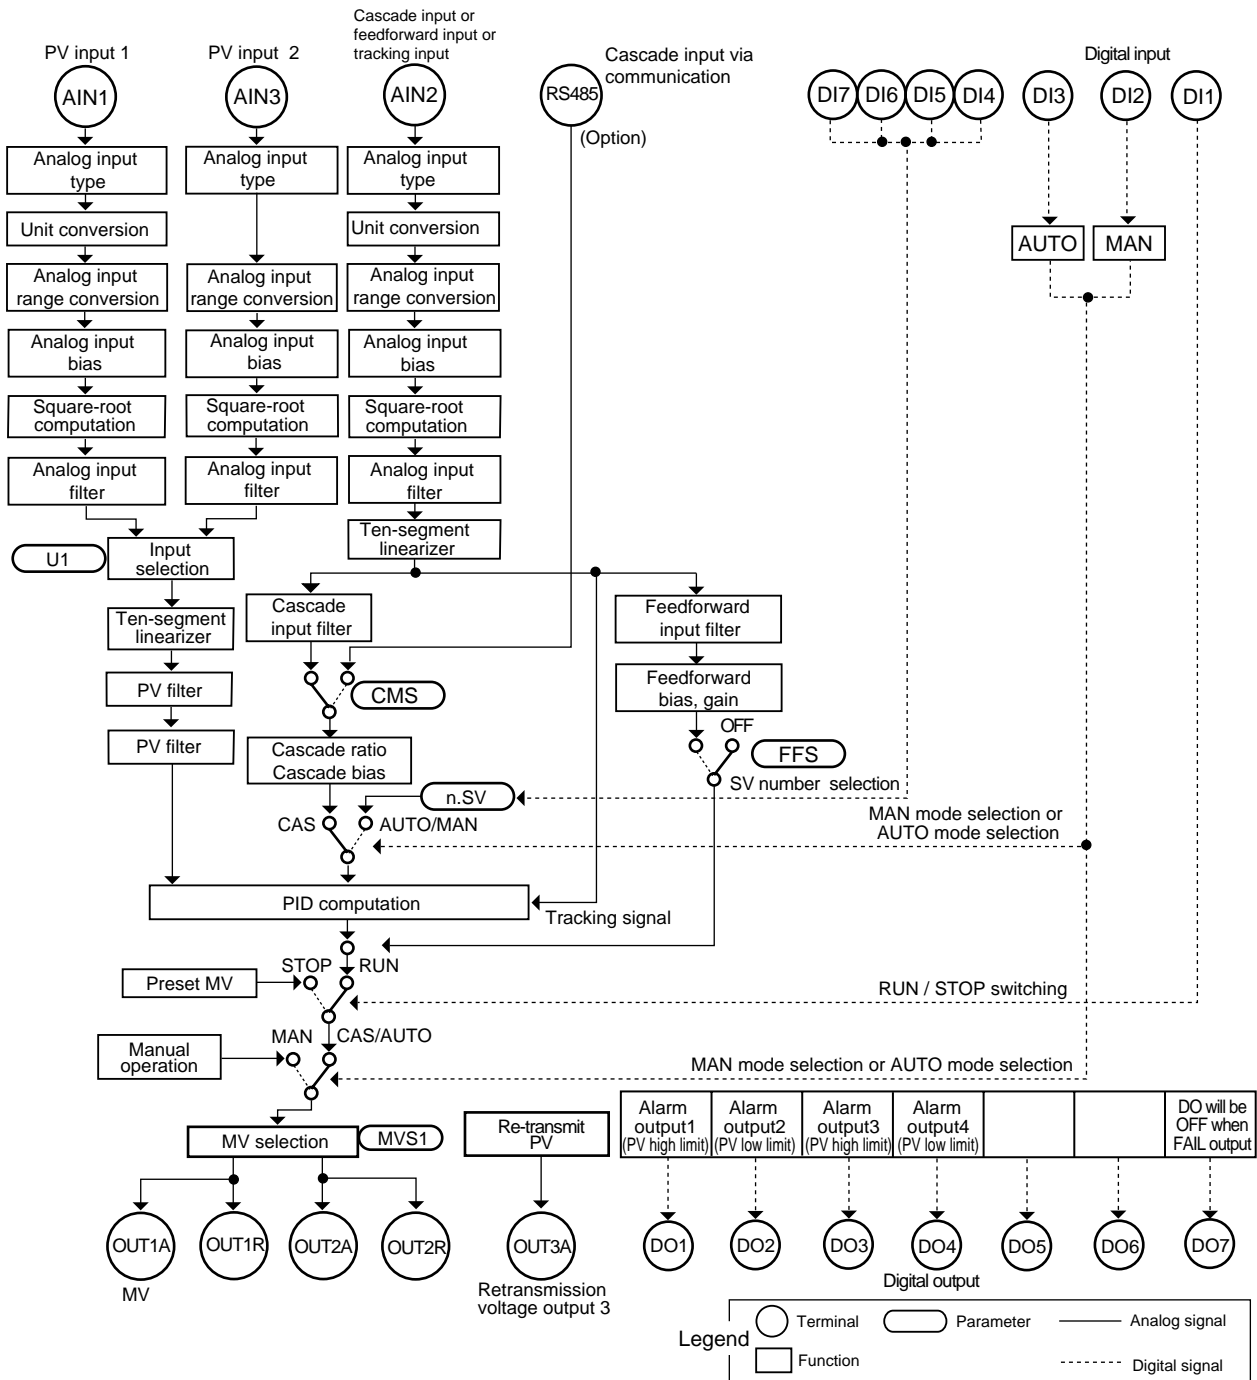 Cascade input or
feedforward input or
tracking input
PV input 1
PV input 2
Cascade input via
communication
Digital input
AIN1
AIN3
AIN2
RS485
DI7
DI6
DI5
DI4
DI3
DI2
DI1
(Option)
Analog input
type
Analog input
type
Analog input
type
Unit conversion
Unit conversion
AUTO
MAN
Analog input
range conversion
Analog input
range conversion
Analog input
range conversion
Analog input
bias
Analog input
bias
Analog input
bias
Square-root
computation
Square-root
computation
Square-root
computation
Analog input
filter
Analog input
filter
Analog input
filter
U1
Input
selection
Ten-segment
linearizer
Ten-segment
linearizer
Cascade
input filter
Feedforward
input filter
PV filter
CMS
Feedforward
bias, gain
PV filter
Cascade ratio
Cascade bias
OFF
FFS
SV number selection
n.SV
CAS
AUTO/MAN
MAN mode selection or
AUTO mode selection
PID computation
Tracking signal
STOP
RUN
Preset MV
RUN / STOP switching
MAN
CAS/AUTO
Manual
operation
MAN mode selection or AUTO mode selection
MV selection
MVS1
Re-transmit
PV
Alarm
output1
(PV high limit)
Alarm
output2
(PV low limit)
Alarm
output3
(PV high limit)
Alarm
output4
(PV low limit)
DO will be
OFF when
FAIL output
OUT1A
OUT1R
OUT2A
OUT2R
OUT3A
DO1
DO2
DO3
DO4
DO5
DO6
DO7
MV
Retransmission
voltage output 3
Digital output
Legend
Terminal
Parameter
Analog signal
Function
Digital signal